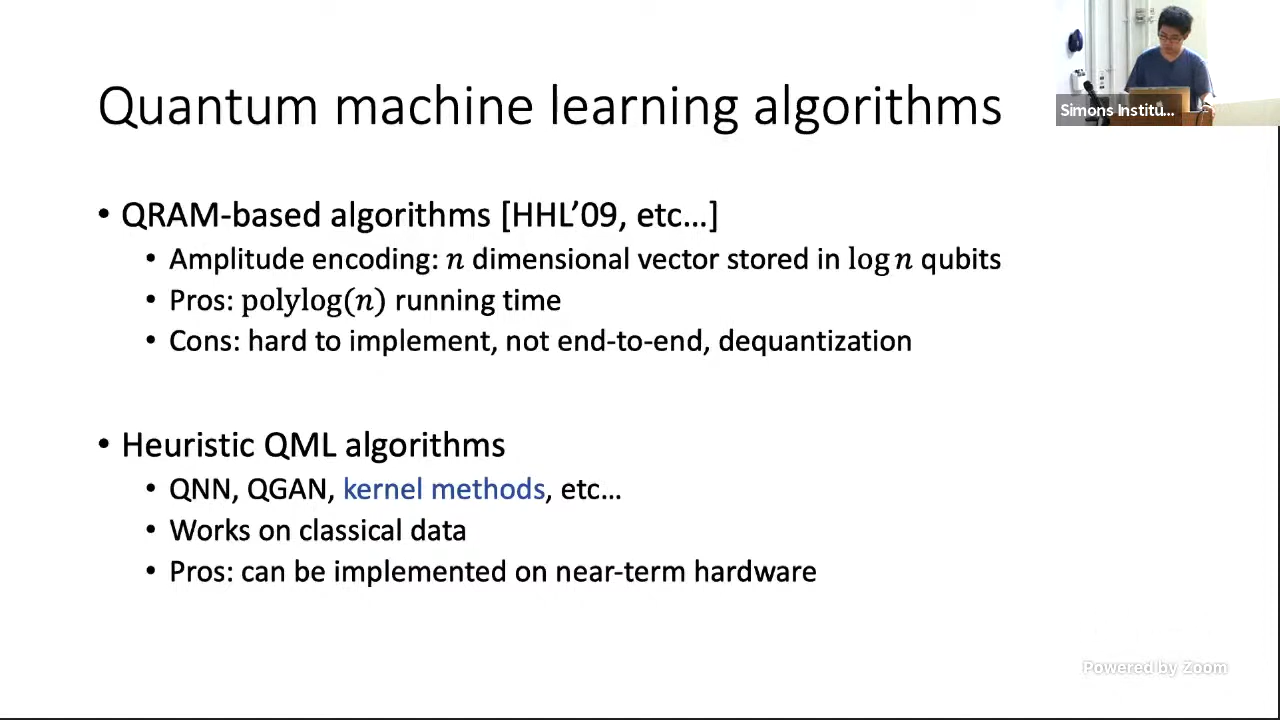 Simons Institu...
Quantum machine learning algorithms
• QRAM-based algorithms [HHL’09, etc...]
• Amplitude encoding: n dimensional vector stored in log n qubits
• Pros: polylog(n) running time
• Cons: hard to implement, not end-to-end, dequantization
• Heuristic QML algorithms
• QNN, QGAN, kernel methods, etc...
• Works on classical data
• Pros: can be implemented on near-term hardware
Powered by Zoom